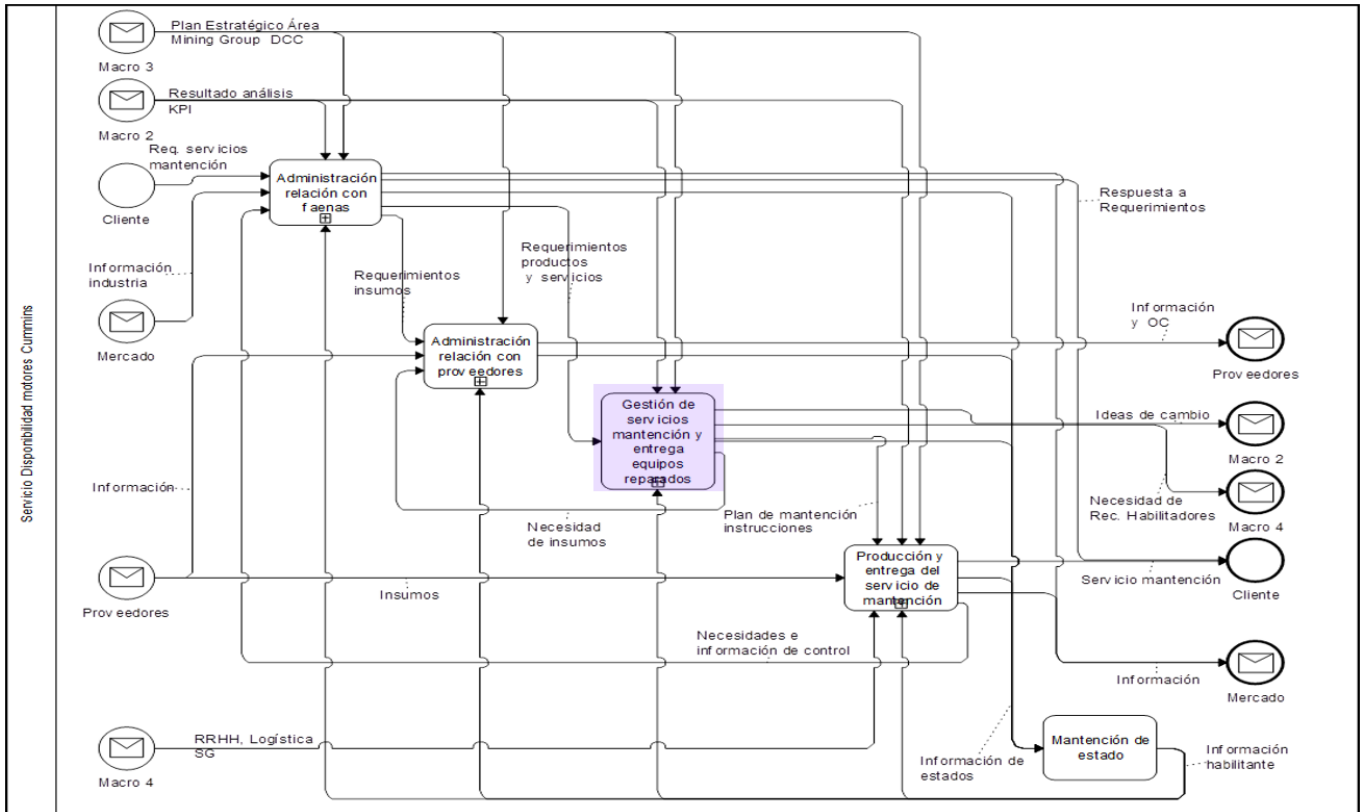 Servicio Disponibilidad motores Cummins
Plan Estratégico Área
Mining Group DCC
Macro 3
Resultado análisis
KPI
Macro 2
Req. servicios
mantención
Cliente
Administración
relación con
faenas
Respuesta a
Requerimientos
Información
industria
Mercado
Requerimientos
insumos
Requerimientos
productos
y servicios
Administración
relación con
proveedores
Información
y OC
Proveedores
Gestión de
servicios
mantención y
entrega
equipos
reparados
Ideas de cambio
Macro 2
Información
Necesidad
de insumos
Plan de mantención
instrucciones
Necesidad de
Rec. Habilitadores
Macro 4
Proveedores
Insumos
Producción y
entrega del
servicio de
mantención
Servicio mantención
Cliente
Necesidades e
información de control
Información
Mercado
RRHH, Logística
SG
Macro 4
Información de
estados
Mantención de
estado
Información
habilitante